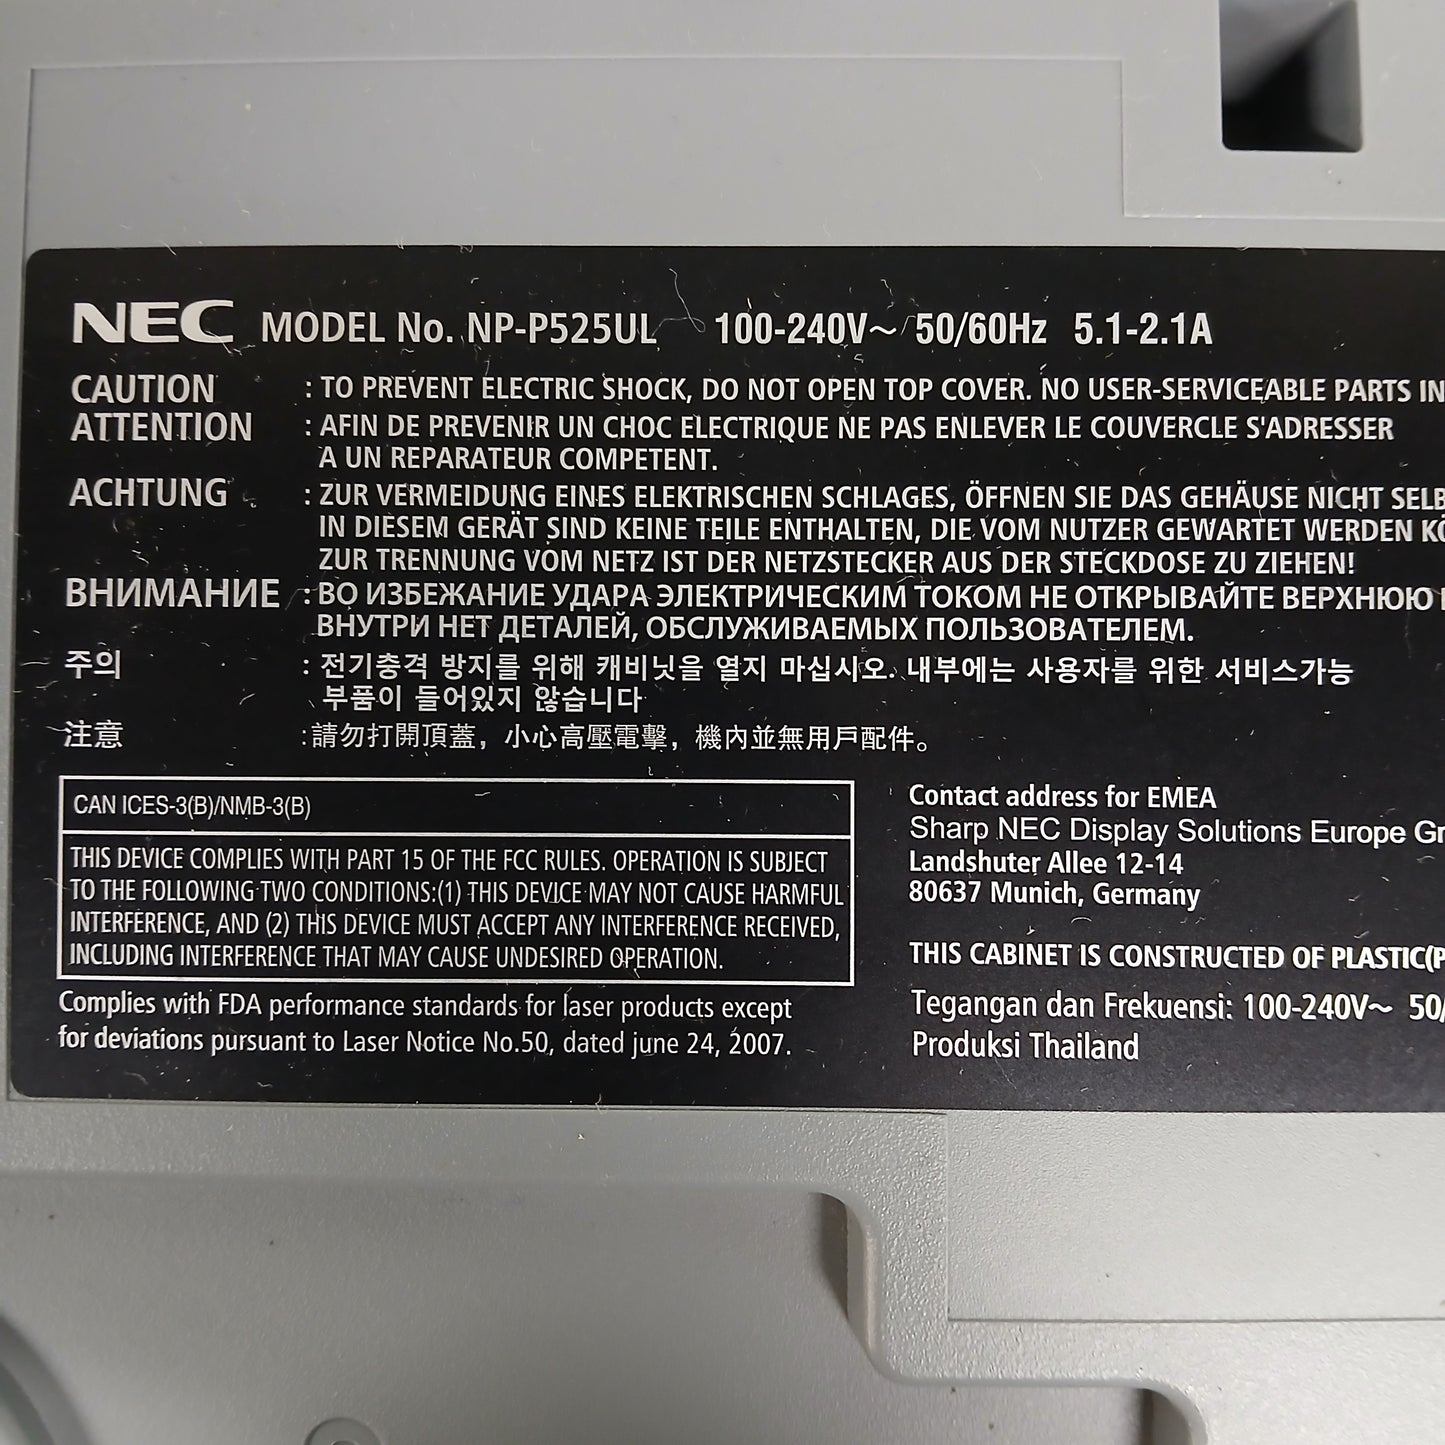 NEC MODEL No. NP-P525UL 100-240V~ 50/60Hz 5.1-2.1A
CAUTION : TO PREVENT ELECTRIC SHOCK, DO NOT OPEN TOP COVER. NO USER-SERVICEABLE PARTS IN
ATTENTION : AFIN DE PREVENIR UN CHOC ELECTRIQUE NE PAS ENLEVER LE COUVERCLE S'ADRESSER
A UN REPARATEUR COMPETENT.
ACHTUNG : ZUR VERMEIDUNG EINES ELEKTRISCHEN SCHLAGES, ÖFFNEN SIE DAS GEHÄUSE NICHT SELB
IN DIESEM GERÄT SIND KEINE TEILE ENTHALTEN, DIE VOM NUTZER GEWARTET WERDEN KÖ
ZUR TRENNUNG VOM NETZ IST DER NETZSTECKER AUS DER STECKDOSE ZU ZIEHEN!
ВНИМАНИЕ : ВО ИЗБЕЖАНИЕ УДАРА ЭЛЕКТРИЧЕСКИМ ТОКОМ НЕ ОТКРЫВАЙТЕ ВЕРХНЮЮ
ВНУТРИ НЕТ ДЕТАЛЕЙ, ОБСЛУЖИВАЕМЫХ ПОЛЬЗОВАТЕЛЕМ.
주의 : 전기충격 방지를 위해 캐비닛을 열지 마십시오. 내부에는 사용자를 위한 서비스가능
부품이 들어있지 않습니다
注意 :請勿打開頂蓋，小心高壓電擊，機內並無用戶配件。
CAN ICES-3(B)/NMB-3(B)
THIS DEVICE COMPLIES WITH PART 15 OF THE FCC RULES. OPERATION IS SUBJECT
TO THE FOLLOWING TWO CONDITIONS:(1) THIS DEVICE MAY NOT CAUSE HARMFUL
INTERFERENCE, AND (2) THIS DEVICE MUST ACCEPT ANY INTERFERENCE RECEIVED,
INCLUDING INTERFERENCE THAT MAY CAUSE UNDESIRED OPERATION.
Complies with FDA performance standards for laser products except
for deviations pursuant to Laser Notice No.50, dated june 24, 2007.
Contact address for EMEA
Sharp NEC Display Solutions Europe Gm
Landshuter Allee 12-14
80637 Munich, Germany
THIS CABINET IS CONSTRUCTED OF PLASTIC(P
Tegangan dan Frekuensi: 100-240V~ 50/
Produksi Thailand